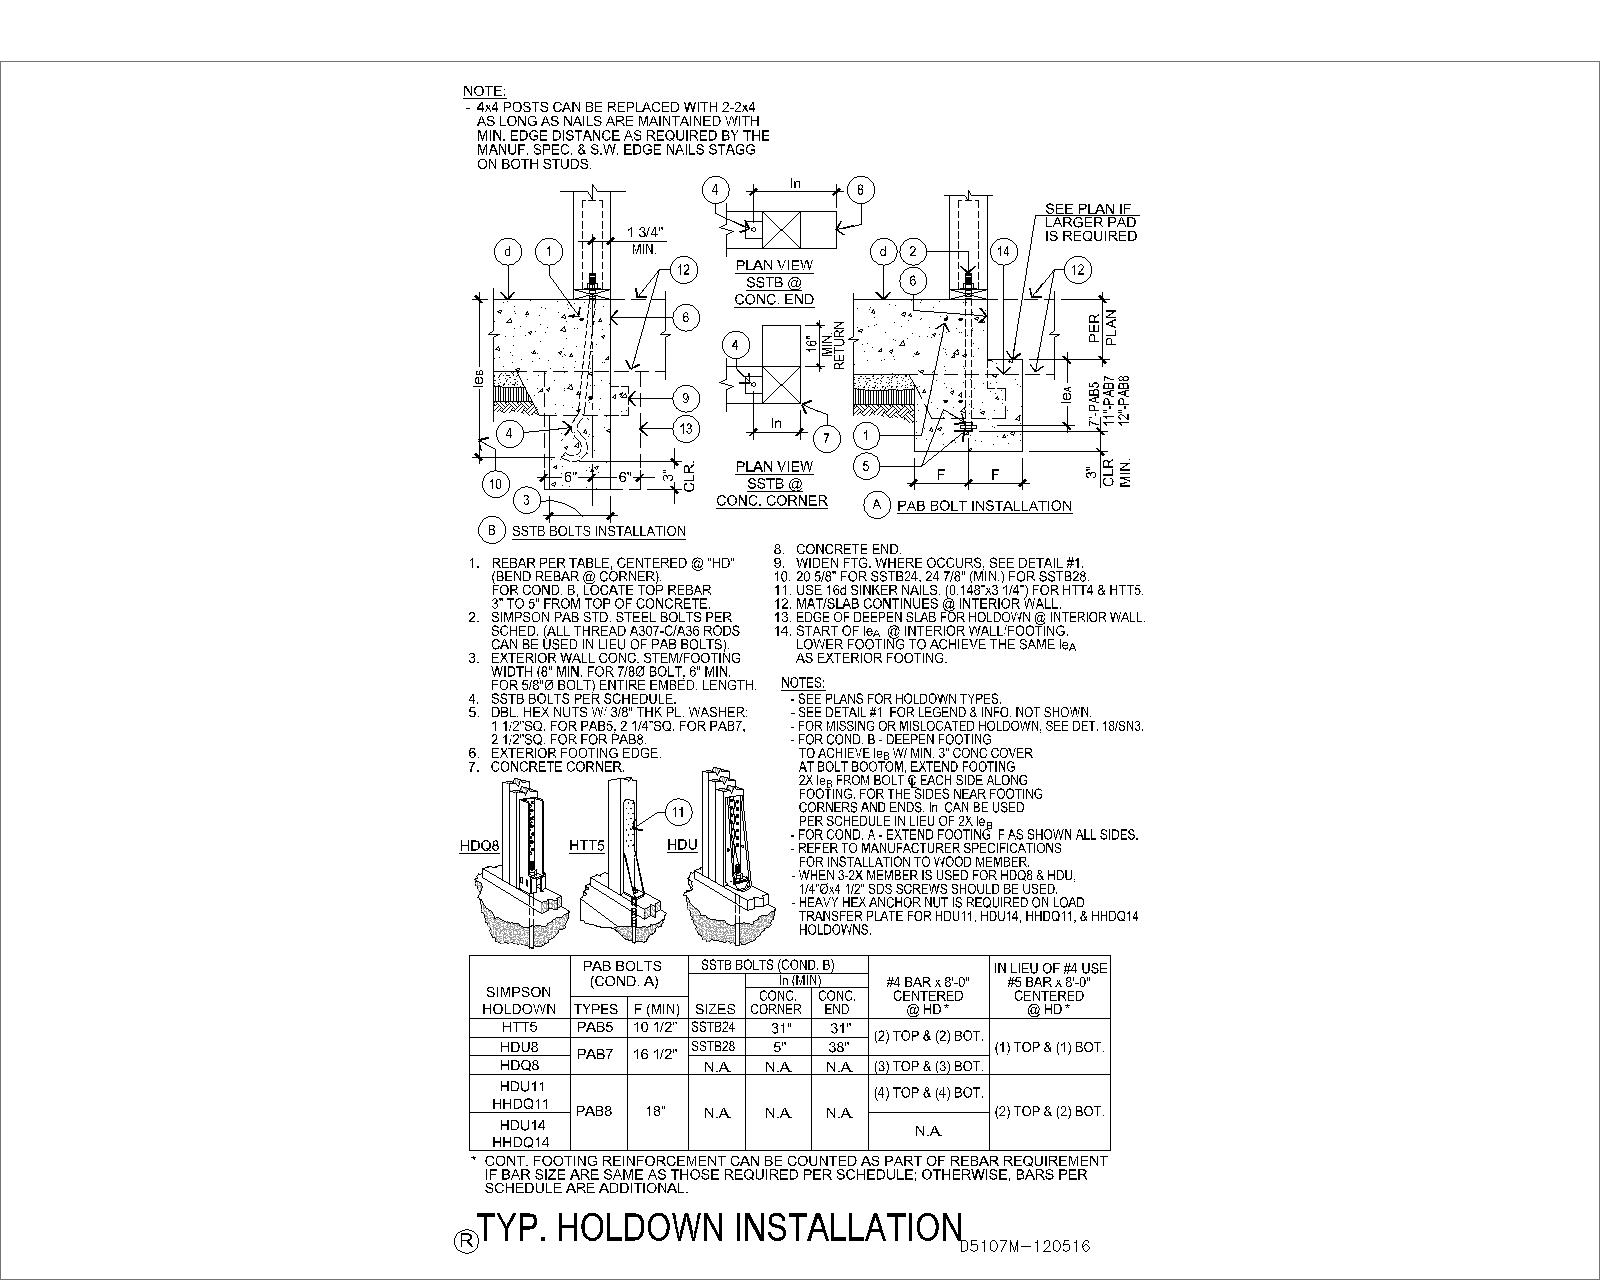 NOTE:
- 4x4 POSTS CAN BE REPLACED WITH 2-2x4
AS LONG AS NAILS ARE MAINTAINED WITH
MIN. EDGE DISTANCE AS REQUIRED BY THE
MANUF. SPEC. & S.W. EDGE NAILS STAGG
ON BOTH STUDS.
d
1
1 3/4"
MIN.
12
6
9
13
4
10
3
leB
6"
6"
3"
CLR.
B SSTB BOLTS INSTALLATION
4
ln
8
PLAN VIEW
SSTB @
CONC. END
4
16"
MIN.
RETURN
ln
7
PLAN VIEW
SSTB @
CONC. CORNER
SEE PLAN IF
LARGER PAD
IS REQUIRED
d
2
14
12
6
PER
PLAN
leA
7"-PAB5
11"-PAB7
12"-PAB8
1
5
F
F
3"
CLR
MIN.
A PAB BOLT INSTALLATION
1. REBAR PER TABLE, CENTERED @ "HD"
(BEND REBAR @ CORNER).
FOR COND. B, LOCATE TOP REBAR
3" TO 5" FROM TOP OF CONCRETE.
2. SIMPSON PAB STD. STEEL BOLTS PER
SCHED. (ALL THREAD A307-C/A36 RODS
CAN BE USED IN LIEU OF PAB BOLTS).
3. EXTERIOR WALL CONC. STEM/FOOTING
WIDTH (8" MIN. FOR 7/8Ø BOLT, 6" MIN.
FOR 5/8"Ø BOLT) ENTIRE EMBED. LENGTH.
4. SSTB BOLTS PER SCHEDULE.
5. DBL. HEX NUTS W/ 3/8" THK PL. WASHER:
1 1/2"SQ. FOR PAB5, 2 1/4"SQ. FOR PAB7,
2 1/2"SQ. FOR FOR PAB8.
6. EXTERIOR FOOTING EDGE.
7. CONCRETE CORNER.
8. CONCRETE END.
9. WIDEN FTG. WHERE OCCURS, SEE DETAIL #1.
10. 20 5/8" FOR SSTB24, 24 7/8" (MIN.) FOR SSTB28.
11. USE 16d SINKER NAILS. (0.148"x3 1/4") FOR HTT4 & HTT5.
12. MAT/SLAB CONTINUES @ INTERIOR WALL.
13. EDGE OF DEEPEN SLAB FOR HOLDOWN @ INTERIOR WALL.
14. START OF leA @ INTERIOR WALL/FOOTING.
LOWER FOOTING TO ACHIEVE THE SAME leA
AS EXTERIOR FOOTING.
NOTES:
- SEE PLANS FOR HOLDOWN TYPES.
- SEE DETAIL #1 FOR LEGEND & INFO. NOT SHOWN.
- FOR MISSING OR MISLOCATED HOLDOWN, SEE DET. 18/SN3.
- FOR COND. B - DEEPEN FOOTING
TO ACHIEVE leB W/ MIN. 3" CONC COVER
AT BOLT BOOTOM, EXTEND FOOTING
2X leB FROM BOLT ℄ EACH SIDE ALONG
FOOTING. FOR THE SIDES NEAR FOOTING
CORNERS AND ENDS. ln CAN BE USED
PER SCHEDULE IN LIEU OF 2X leB
- FOR COND. A - EXTEND FOOTING F AS SHOWN ALL SIDES.
- REFER TO MANUFACTURER SPECIFICATIONS
FOR INSTALLATION TO WOOD MEMBER.
- WHEN 3-2X MEMBER IS USED FOR HDQ8 & HDU,
1/4"Øx4 1/2" SDS SCREWS SHOULD BE USED.
- HEAVY HEX ANCHOR NUT IS REQUIRED ON LOAD
TRANSFER PLATE FOR HDU11, HDU14, HHDQ11, & HHDQ14
HOLDOWNS.
HDQ8
HTT5
11
HDU
SIMPSON
HOLDOWN
PAB BOLTS
(COND. A)
TYPES
F (MIN)
SSTB BOLTS (COND. B)
SIZES
ln (MIN)
CONC.
CORNER
CONC.
END
#4 BAR x 8'-0"
CENTERED
@ HD *
IN LIEU OF #4 USE
#5 BAR x 8'-0"
CENTERED
@ HD *
HTT5 PAB5 10 1/2" SSTB24 31" 31" (2) TOP & (2) BOT.
HDU8 PAB7 16 1/2" SSTB28 5" 38" (1) TOP & (1) BOT.
HDQ8 N.A. N.A. N.A. (3) TOP & (3) BOT.
HDU11
HHDQ11
(4) TOP & (4) BOT.
PAB8 18" N.A. N.A. N.A. (2) TOP & (2) BOT.
HDU14
HHDQ14
N.A.
* CONT. FOOTING REINFORCEMENT CAN BE COUNTED AS PART OF REBAR REQUIREMENT
IF BAR SIZE ARE SAME AS THOSE REQUIRED PER SCHEDULE; OTHERWISE, BARS PER
SCHEDULE ARE ADDITIONAL.
R TYP. HOLDOWN INSTALLATION
D5107M-120516